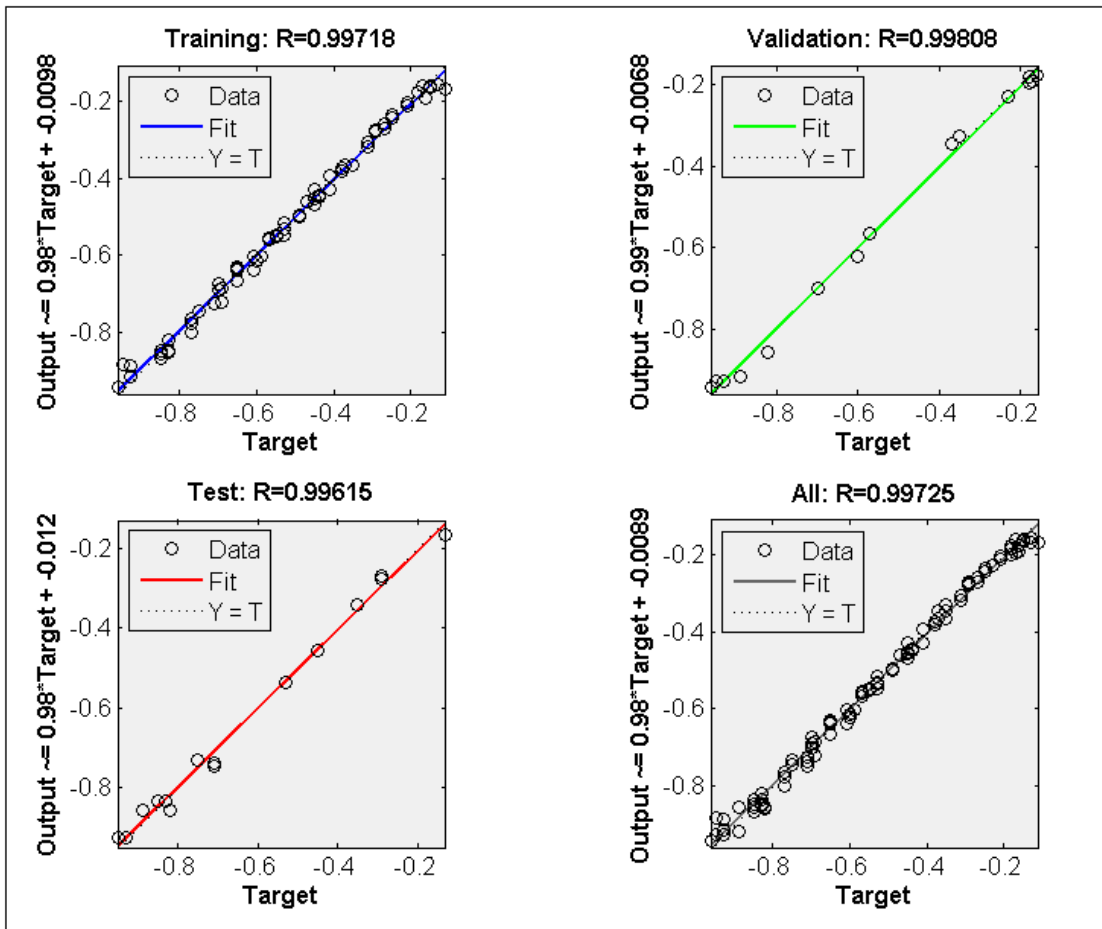 Training: R=0.99718
Output ~= 0.98*Target + -0.0098
Data
Fit
Y = T
-0.2
-0.4
-0.6
-0.8
-0.8 -0.6 -0.4 -0.2
Target
Validation: R=0.99808
Output ~= 0.99*Target + -0.0068
Data
Fit
Y = T
-0.2
-0.4
-0.6
-0.8
-0.8 -0.6 -0.4 -0.2
Target
Test: R=0.99615
Output ~= 0.98*Target + -0.012
Data
Fit
Y = T
-0.2
-0.4
-0.6
-0.8
-0.8 -0.6 -0.4 -0.2
Target
All: R=0.99725
Output ~= 0.98*Target + -0.0089
Data
Fit
Y = T
-0.2
-0.4
-0.6
-0.8
-0.8 -0.6 -0.4 -0.2
Target